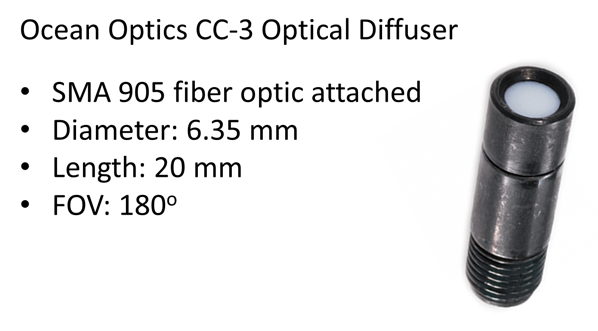 Ocean Optics CC-3 Optical Diffuser
• SMA 905 fiber optic attached
• Diameter: 6.35 mm
• Length: 20 mm
• FOV: 180º